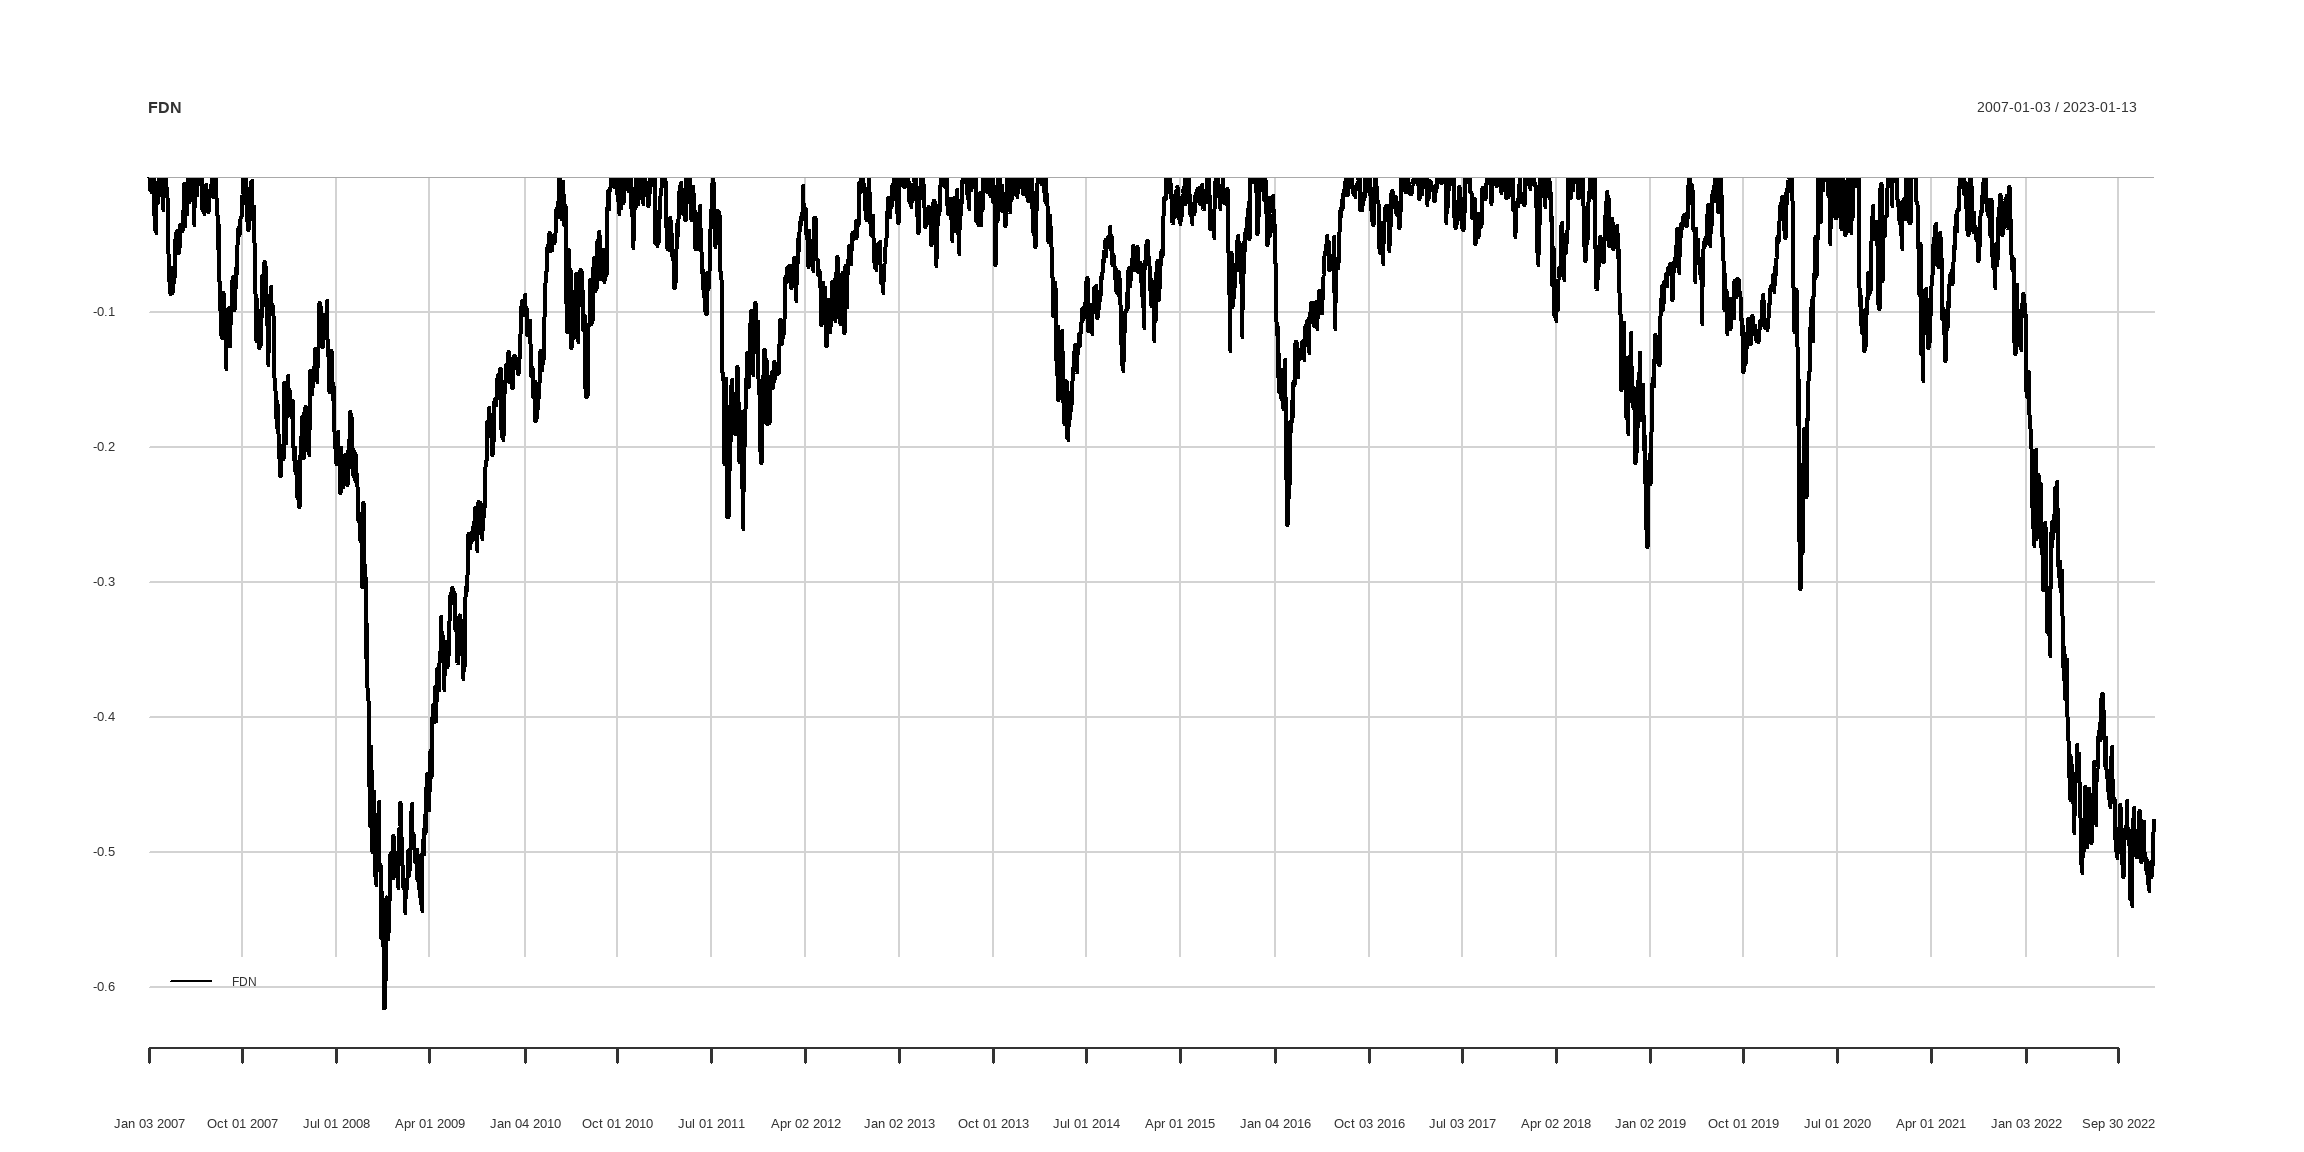 FDN 2007-01-03 / 2023-01-13
-0.1
-0.2
-0.3
-0.4
-0.5
FDN
-0.6
Jan 03 2007 Oct 01 2007 Jul 01 2008 Apr 01 2009 Jan 04 2010 Oct 01 2010 Jul 01 2011 Apr 02 2012 Jan 02 2013 Oct 01 2013 Jul 01 2014 Apr 01 2015 Jan 04 2016 Oct 03 2016 Jul 03 2017 Apr 02 2018 Jan 02 2019 Oct 01 2019 Jul 01 2020 Apr 01 2021 Jan 03 2022 Sep 30 2022